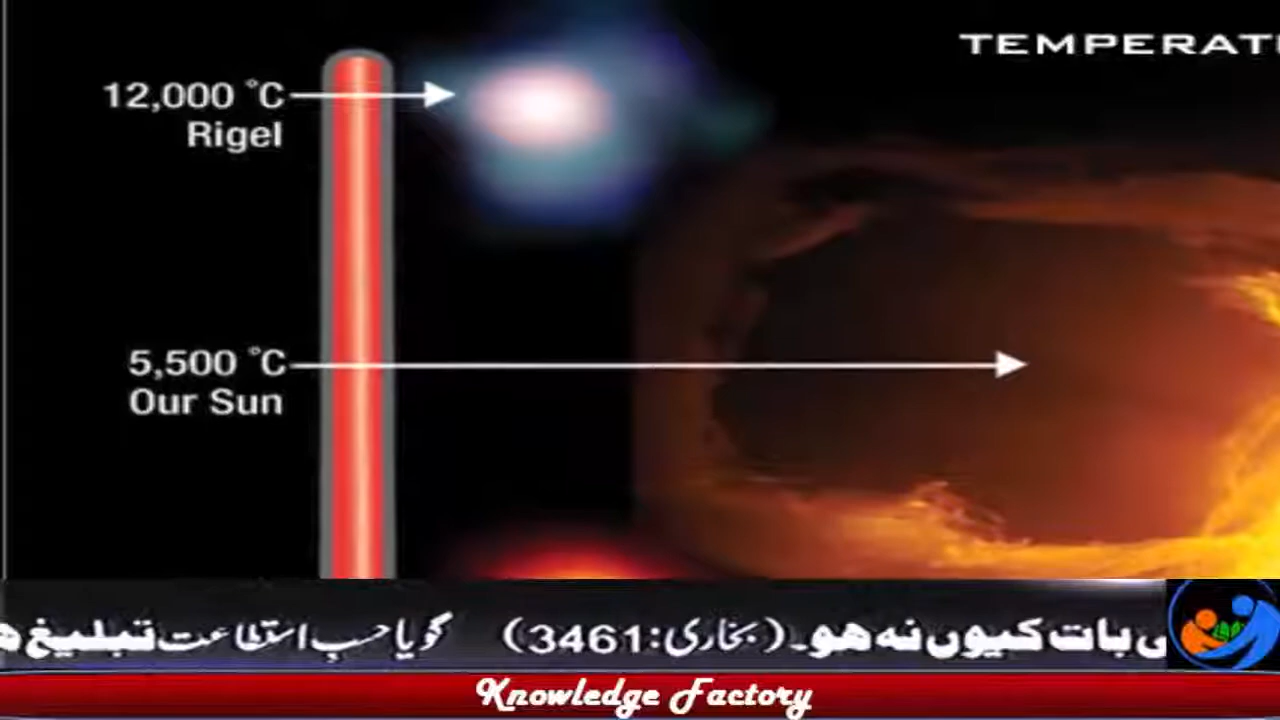 TEMPERAT
12,000 °C
Rigel
5,500 °C
Our Sun
ی بات کیوں نہ ہو۔(بخاری:3461) گویا حسبِ استطاعت تبلیغ
Knowledge Factory